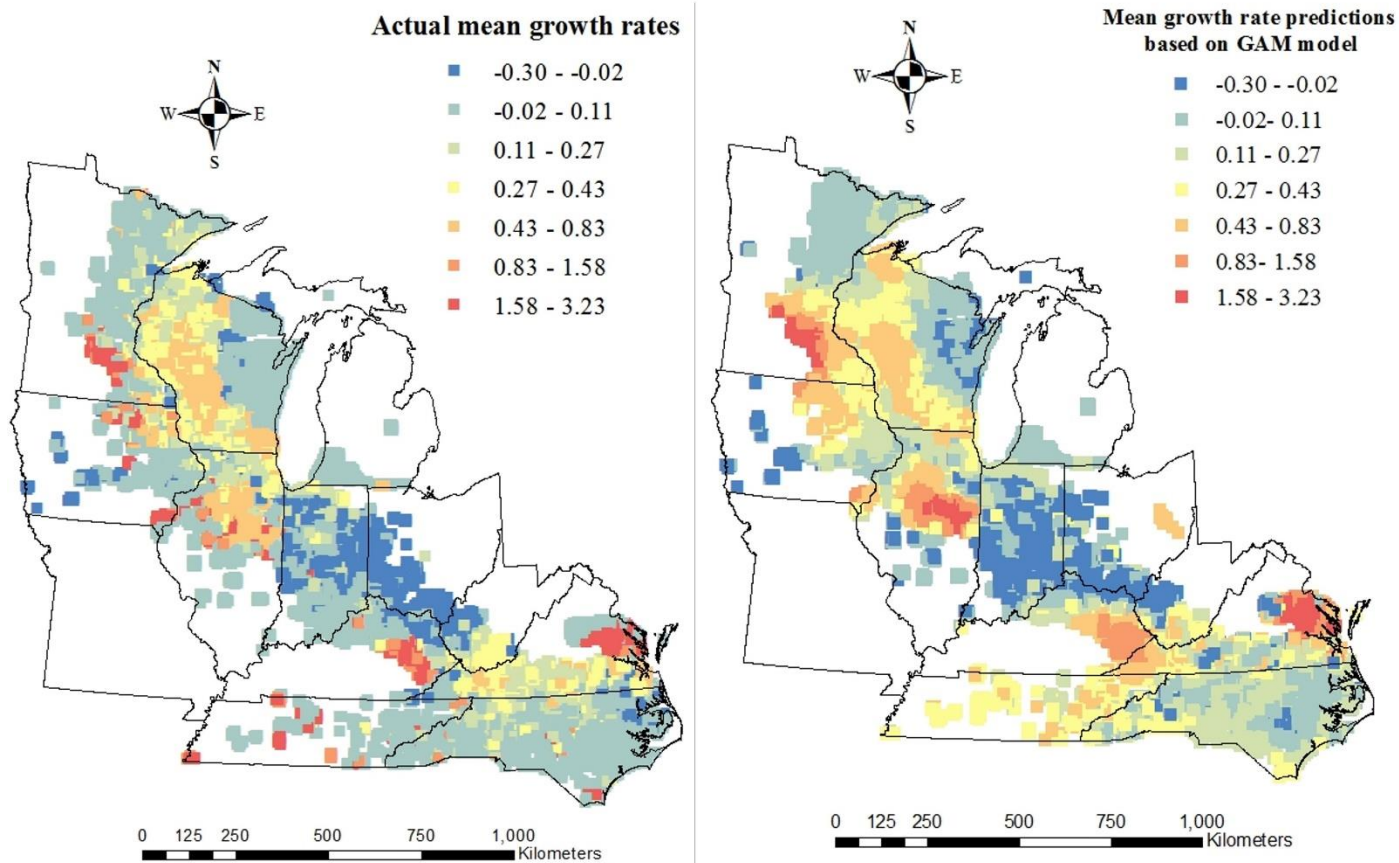 Actual mean growth rates
N
W E
S
-0.30 - -0.02
-0.02 - 0.11
0.11 - 0.27
0.27 - 0.43
0.43 - 0.83
0.83 - 1.58
1.58 - 3.23
0 125 250 500 750 1,000
Kilometers
Mean growth rate predictions
based on GAM model
N
W E
S
-0.30 - -0.02
-0.02- 0.11
0.11 - 0.27
0.27 - 0.43
0.43 - 0.83
0.83- 1.58
1.58 - 3.23
0 125 250 500 750 1,000
Kilometers